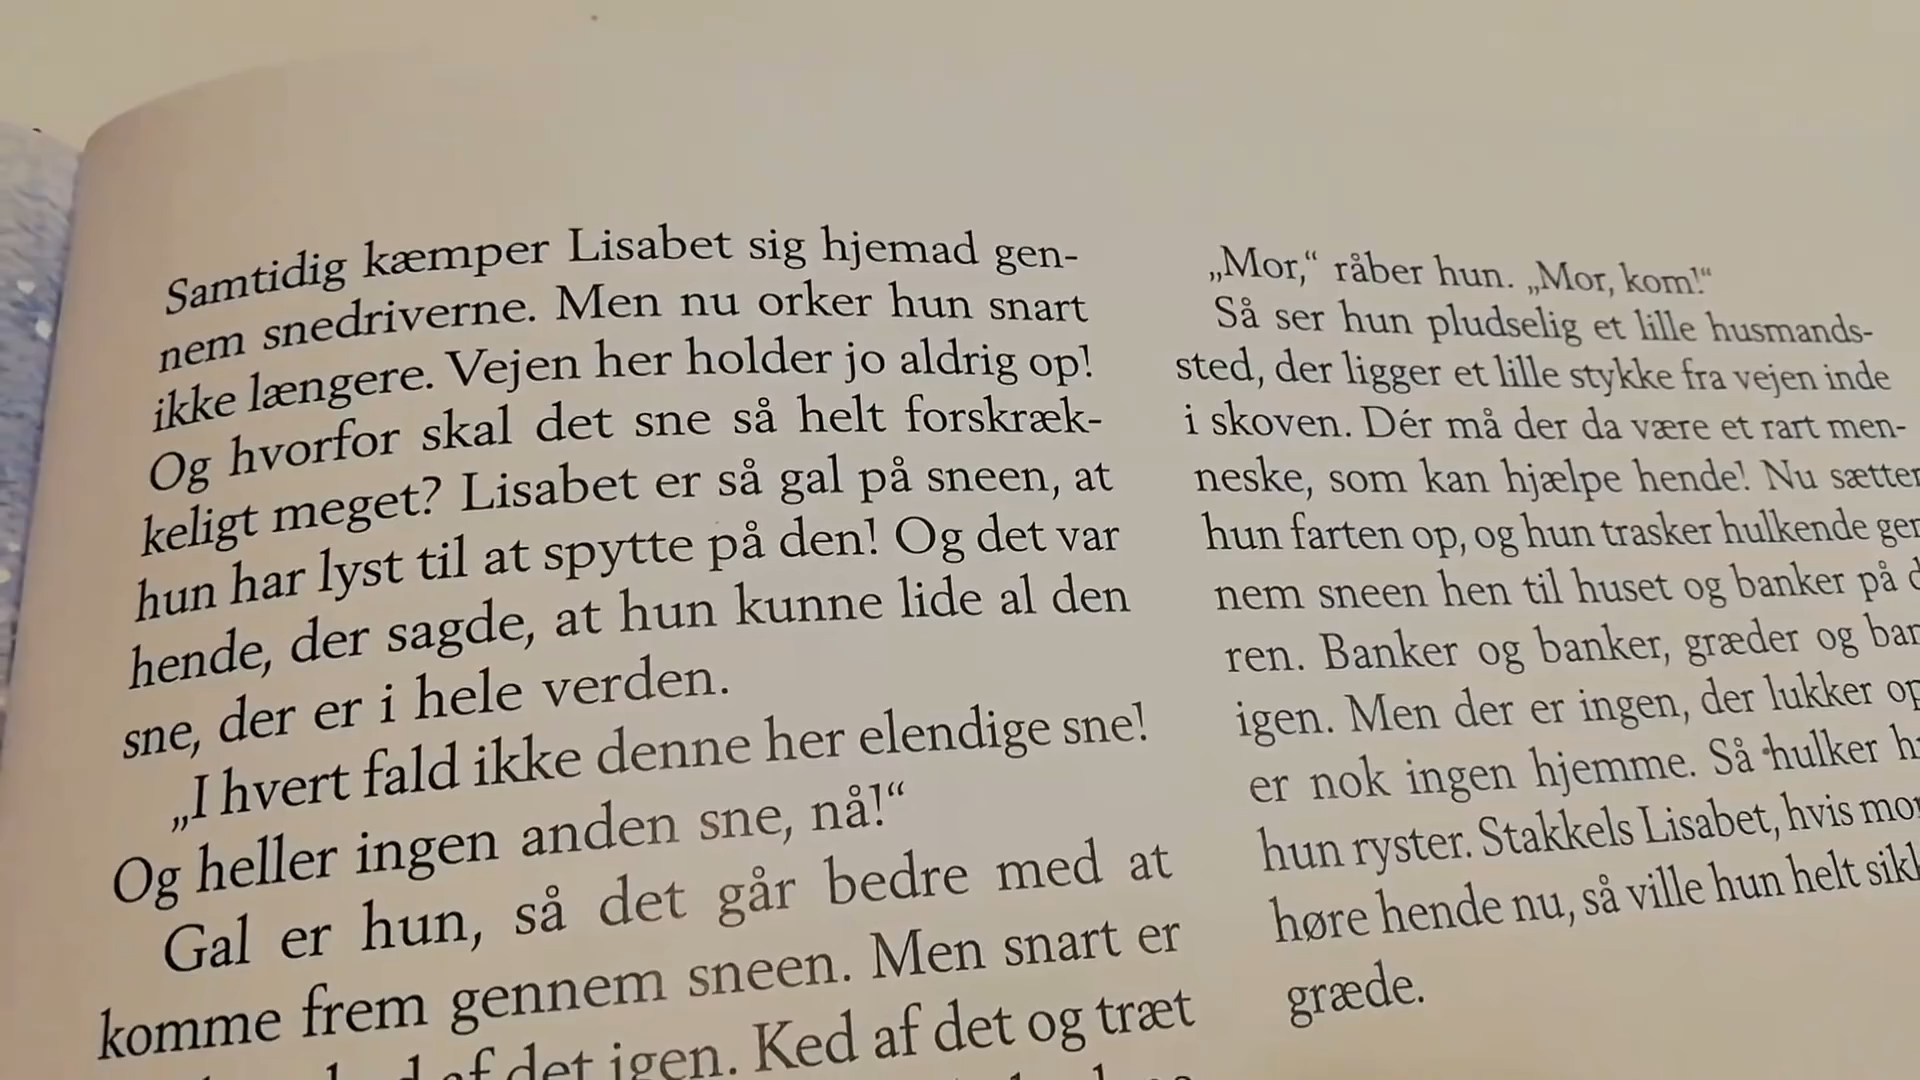 Samtidig kæmper Lisabet sig hjemad gen-
nem snedriverne. Men nu orker hun snart
ikke længere. Vejen her holder jo aldrig op!
Og hvorfor skal det sne så helt forskræk-
keligt meget? Lisabet er så gal på sneen, at
hun har lyst til at spytte på den! Og det var
hende, der sagde, at hun kunne lide al den
sne, der er i hele verden.
„I hvert fald ikke denne her elendige sne!
Og heller ingen anden sne, nå!“
Gal er hun, så det går bedre med at
komme frem gennem sneen. Men snart er
af det igen. Ked af det og træt
„Mor,“ råber hun. „Mor, kom!“
Så ser hun pludselig et lille husmands-
sted, der ligger et lille stykke fra vejen inde
i skoven. Dér må der da være et rart men-
neske, som kan hjælpe hende! Nu sætter
hun farten op, og hun trasker hulkende gen
nem sneen hen til huset og banker på
ren. Banker og banker, græder og
igen. Men der er ingen, der lukker
er nok ingen hjemme. Så hulker
hun ryster. Stakkels Lisabet, hvis
høre hende nu, så ville hun helt
græde.